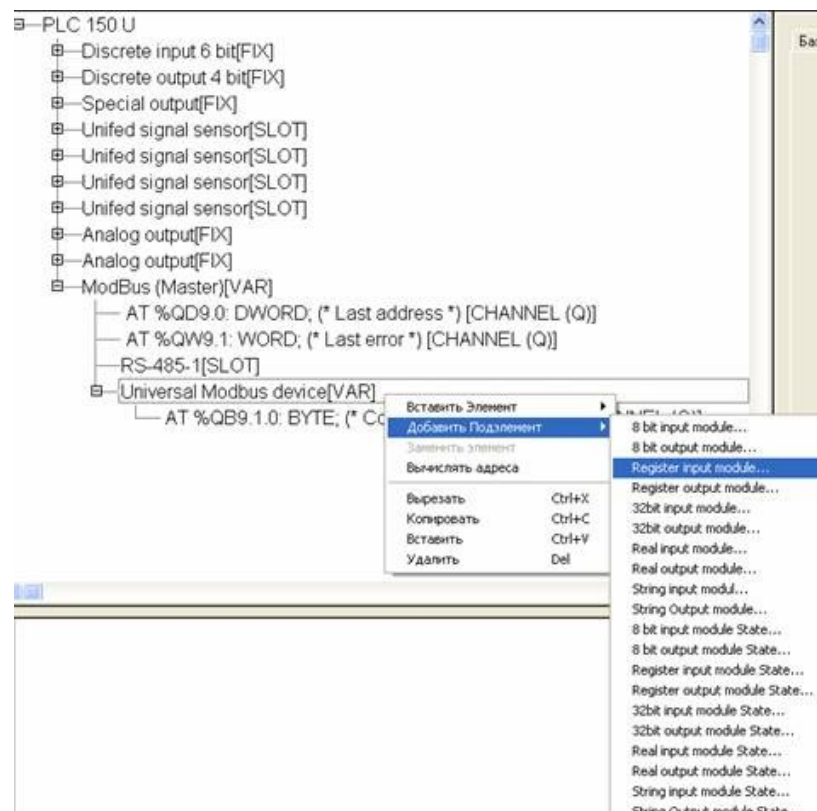 PLC 150 U
Discrete input 6 bit[FIX]
Discrete output 4 bit[FIX]
Special output[FIX]
Unifed signal sensor[SLOT]
Unifed signal sensor[SLOT]
Unifed signal sensor[SLOT]
Unifed signal sensor[SLOT]
Analog output[FIX]
Analog output[FIX]
ModBus (Master)[VAR]
AT %QD9.0: DWORD; (* Last address *) [CHANNEL (Q)]
AT %QW9.1: WORD; (* Last error *) [CHANNEL (Q)]
RS-485-1[SLOT]
Universal Modbus device[VAR]
AT %QB9.1.0: BYTE; (* Co
Баз
Вставить Элемент
Добавить Подэлемент
Заменить элемент
Вычислять адреса
Вырезать Ctrl+X
Копировать Ctrl+C
Вставить Ctrl+V
Удалить Del
8 bit input module...
8 bit output module...
Register input module...
Register output module...
32bit input module...
32bit output module...
Real input module...
Real output module...
String input modul...
String Output module...
8 bit input module State...
8 bit output module State...
Register input module State...
Register output module State...
32bit input module State...
32bit output module State...
Real input module State...
Real output module State...
String input module State...
String Output module State...